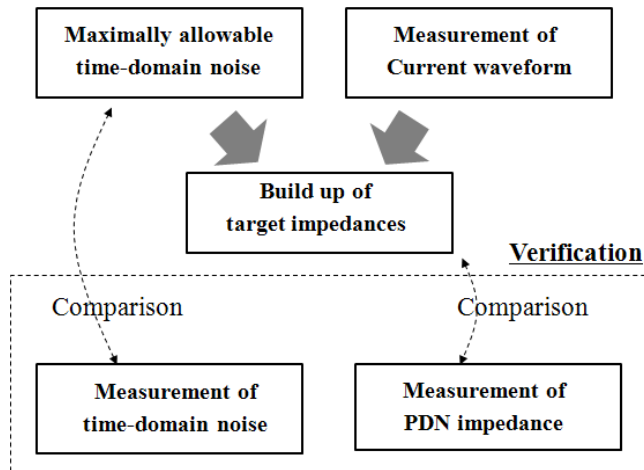 Maximally allowable
time-domain noise
Measurement of
Current waveform
Build up of
target impedances
Verification
Comparison
Comparison
Measurement of
time-domain noise
Measurement of
PDN impedance